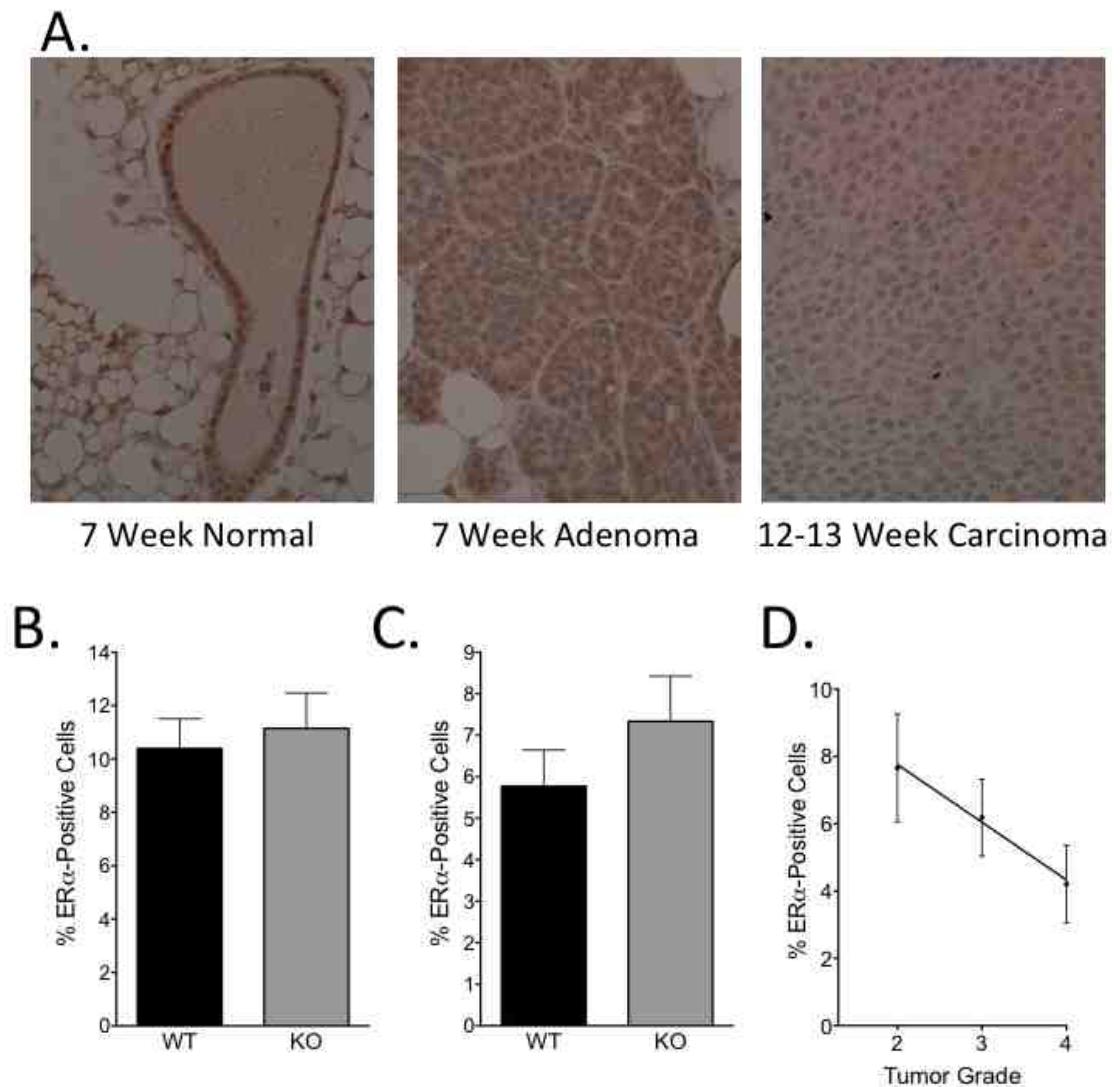 A.
7 Week Normal
7 Week Adenoma
12-13 Week Carcinoma
B.
% ERα-Positive Cells
14
12
10
8
6
4
2
0
WT
KO
C.
% ERα-Positive Cells
9
8
7
6
5
4
3
2
1
0
WT
KO
D.
% ERα-Positive Cells
10
8
6
4
2
0
2
3
4
Tumor Grade